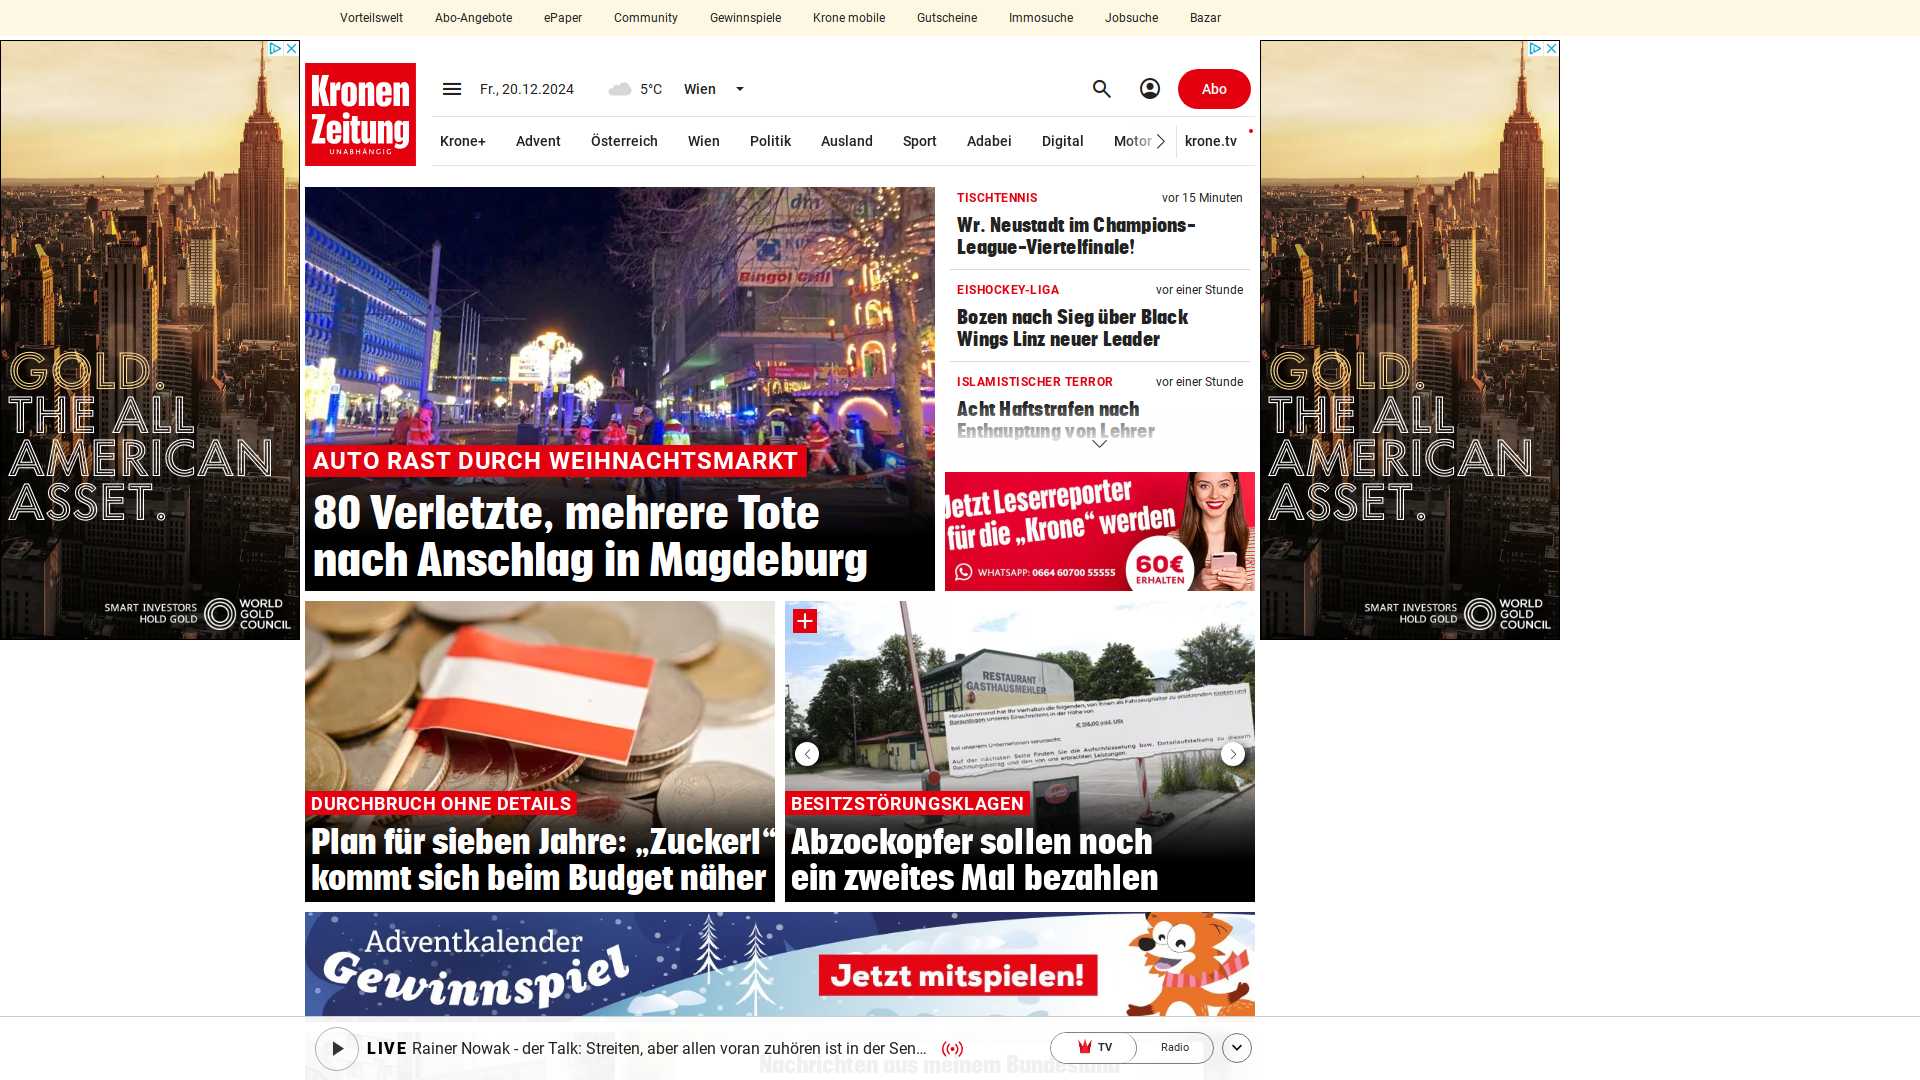 Vorteilswelt Abo-Angebote ePaper Community Gewinnspiele Krone mobile Gutscheine Immosuche Jobsuche Bazar
Kronen
Zeitung
UNABHÄNGIG
Fr., 20.12.2024 5°C Wien
Abo
Krone+ Advent Österreich Wien Politik Ausland Sport Adabei Digital Motor krone.tv
GOLD.
THE ALL
AMERICAN
ASSET.
SMART INVESTORS
HOLD GOLD
WORLD
GOLD
COUNCIL
Bingöl Grill
AUTO RAST DURCH WEIHNACHTSMARKT
80 Verletzte, mehrere Tote
nach Anschlag in Magdeburg
TISCHTENNIS vor 15 Minuten
Wr. Neustadt im Champions-
League-Viertelfinale!
EISHOCKEY-LIGA vor einer Stunde
Bozen nach Sieg über Black
Wings Linz neuer Leader
ISLAMISTISCHER TERROR vor einer Stunde
Acht Haftstrafen nach
Enthauptung von Lehrer
Jetzt Leserreporter
für die „Krone“ werden
WHATSAPP: 0664 60700 55555
60€
ERHALTEN
GOLD.
THE ALL
AMERICAN
ASSET.
SMART INVESTORS
HOLD GOLD
WORLD
GOLD
COUNCIL
DURCHBRUCH OHNE DETAILS
Plan für sieben Jahre: „Zuckerl“
kommt sich beim Budget näher
RESTAURANT
GASTHAUSMEHLER
BESITZSTÖRUNGSKLAGEN
Abzockopfer sollen noch
ein zweites Mal bezahlen
Adventkalender
Gewinnspiel
Jetzt mitspielen!
LIVE Rainer Nowak - der Talk: Streiten, aber allen voran zuhören ist in der Sen...
TV Radio
Nachrichten aus meinem Bundesland